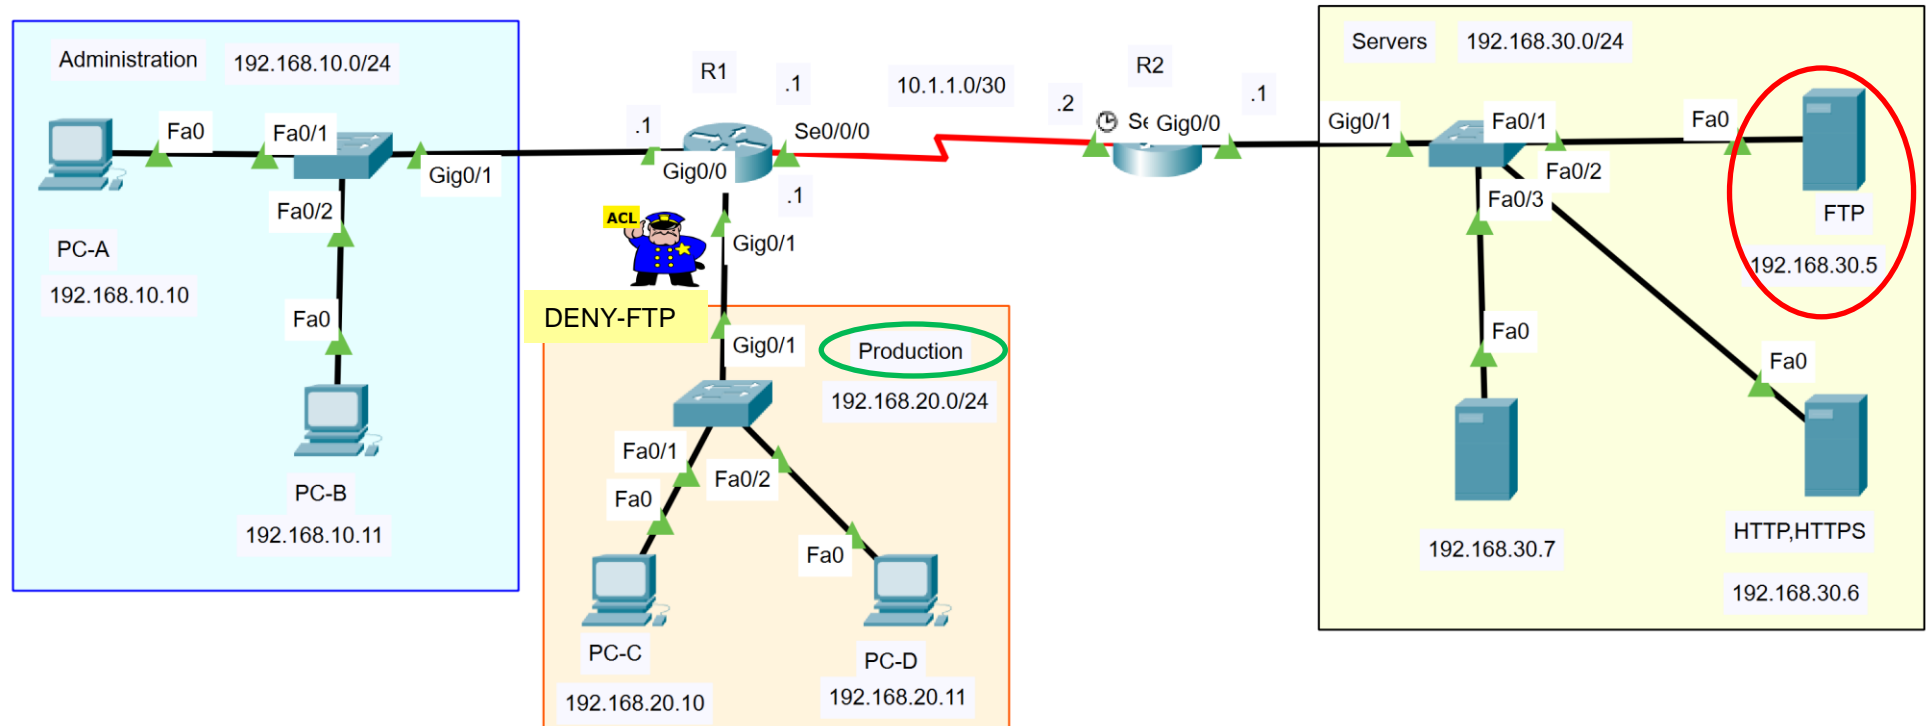 Administration
192.168.10.0/24
Fa0
Fa0/1
Gig0/1
Fa0/2
PC-A
192.168.10.10
Fa0
PC-B
192.168.10.11
R1
.1
.1
Se0/0/0
Gig0/0
.1
Gig0/1
ACL
DENY-FTP
10.1.1.0/30
R2
.2
Se
Gig0/0
.1
Gig0/1
Production
192.168.20.0/24
Fa0/1
Fa0/2
Fa0
Fa0
PC-C
192.168.20.10
PC-D
192.168.20.11
Servers
192.168.30.0/24
Gig0/1
Fa0/1
Fa0
Fa0/2
Fa0/3
FTP
192.168.30.5
Fa0
Fa0
192.168.30.7
HTTP,HTTPS
192.168.30.6